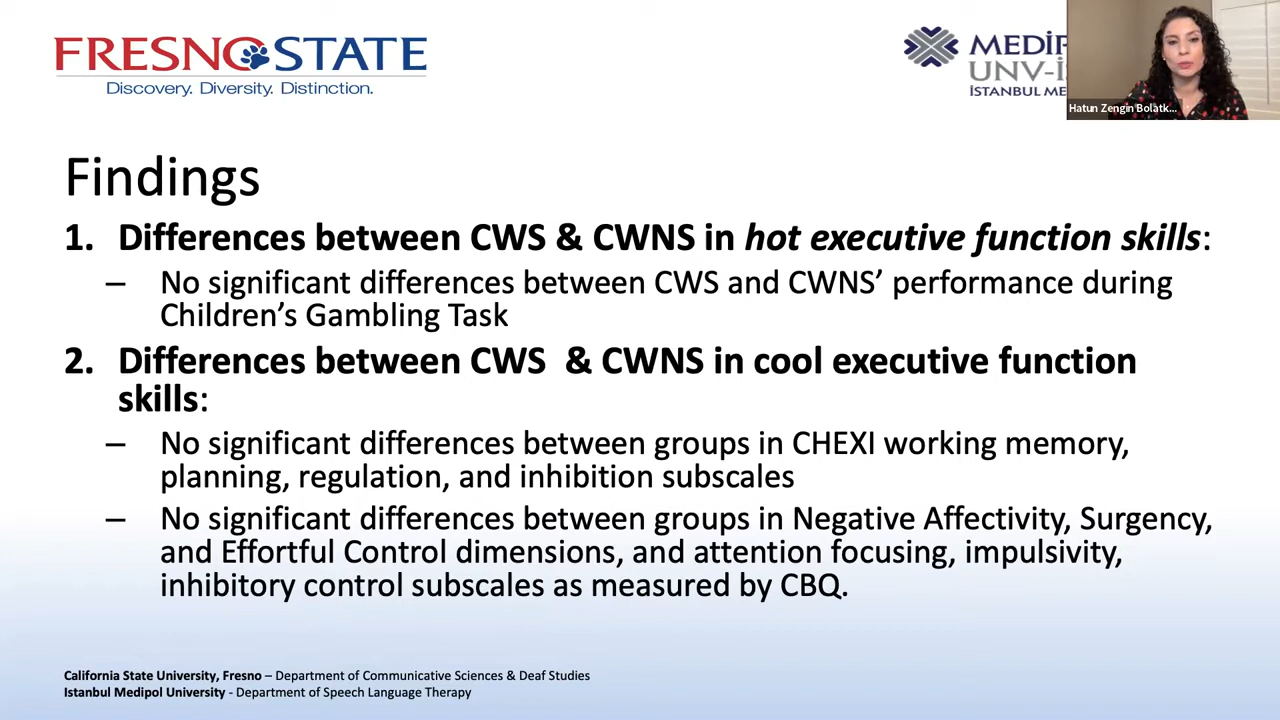 FRESNO STATE
Discovery. Diversity. Distinction.
UNV-İ
İSTANBUL
Hatun Zengin Bolatk...
Findings
1. Differences between CWS & CWNS in hot executive function skills:
– No significant differences between CWS and CWNS’ performance during
Children’s Gambling Task
2. Differences between CWS & CWNS in cool executive function
skills:
– No significant differences between groups in CHEXI working memory,
planning, regulation, and inhibition subscales
– No significant differences between groups in Negative Affectivity, Surgency,
and Effortful Control dimensions, and attention focusing, impulsivity,
inhibitory control subscales as measured by CBQ.
California State University, Fresno – Department of Communicative Sciences & Deaf Studies
Istanbul Medipol University - Department of Speech Language Therapy